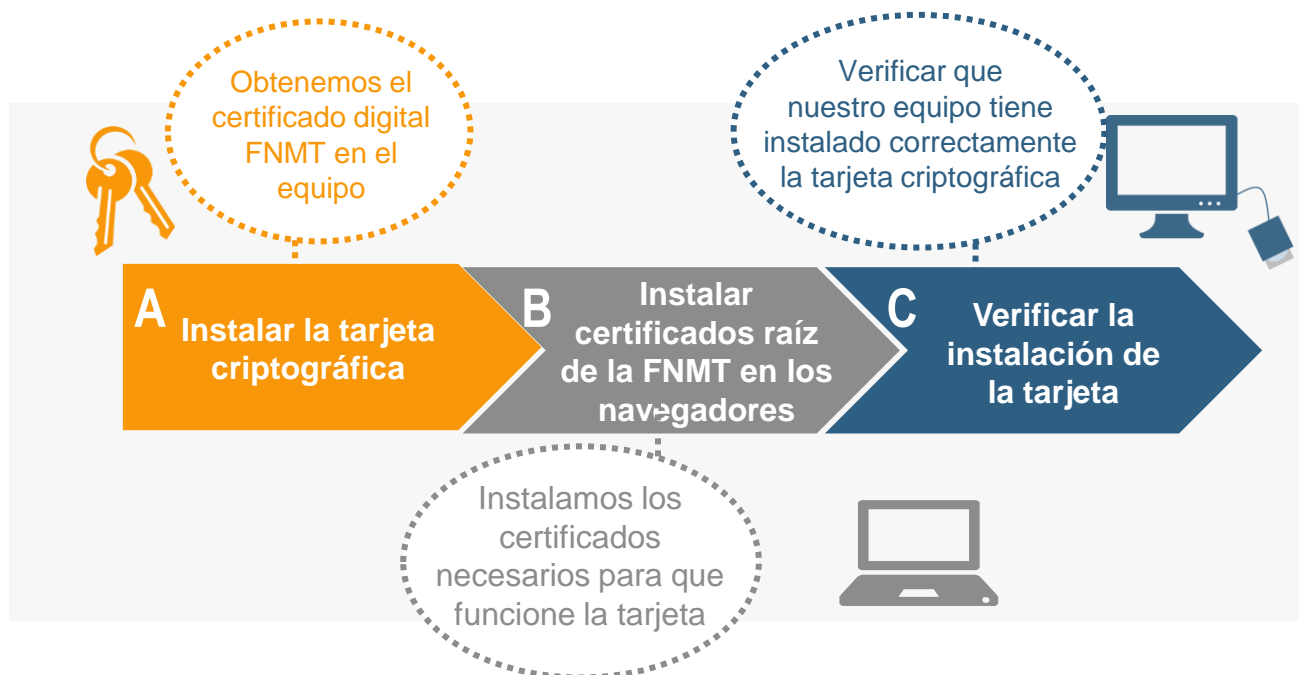 Obtenemos el
certificado digital
FNMT en el
equipo
Verificar que
nuestro equipo tiene
instalado correctamente
la tarjeta criptográfica
A
Instalar la tarjeta
criptográfica
B
Instalar
certificados raíz
de la FNMT en los
navegadores
C
Verificar la
instalación de
la tarjeta
Instalamos los
certificados
necesarios para que
funcione la tarjeta